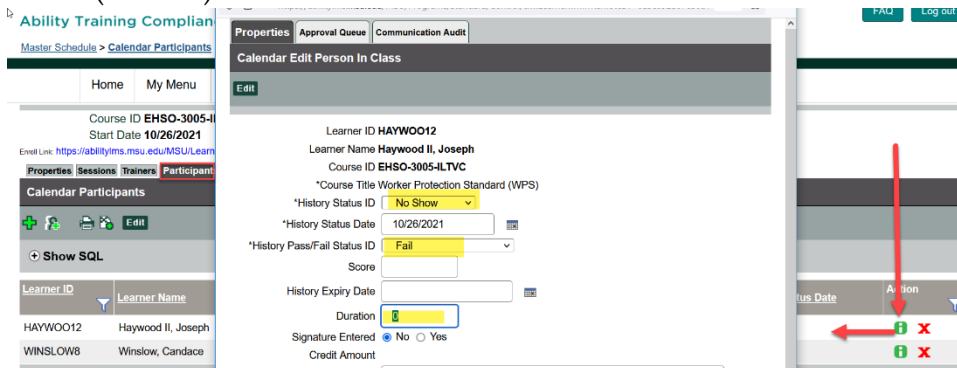 Ability Training Complian
FAQ Log out
Master Schedule > Calendar Participants
Home My Menu
Course ID EHSO-3005-I
Start Date 10/26/2021
Enroll Link: https://abilitylms.msu.edu/MSU/Learn
Properties Sessions Trainers Participant
Calendar Participants
Edit
Show SQL
Learner ID Learner Name tus Date Action
HAYWOO12 Haywood II, Joseph
WINSLOW8 Winslow, Candace
Properties Approval Queue Communication Audit
Calendar Edit Person In Class
Edit
Learner ID HAYWOO12
Learner Name Haywood II, Joseph
Course ID EHSO-3005-ILTVC
*Course Title Worker Protection Standard (WPS)
*History Status ID No Show
*History Status Date 10/26/2021
*History Pass/Fail Status ID Fail
Score
History Expiry Date
Duration 0
Signature Entered No Yes
Credit Amount